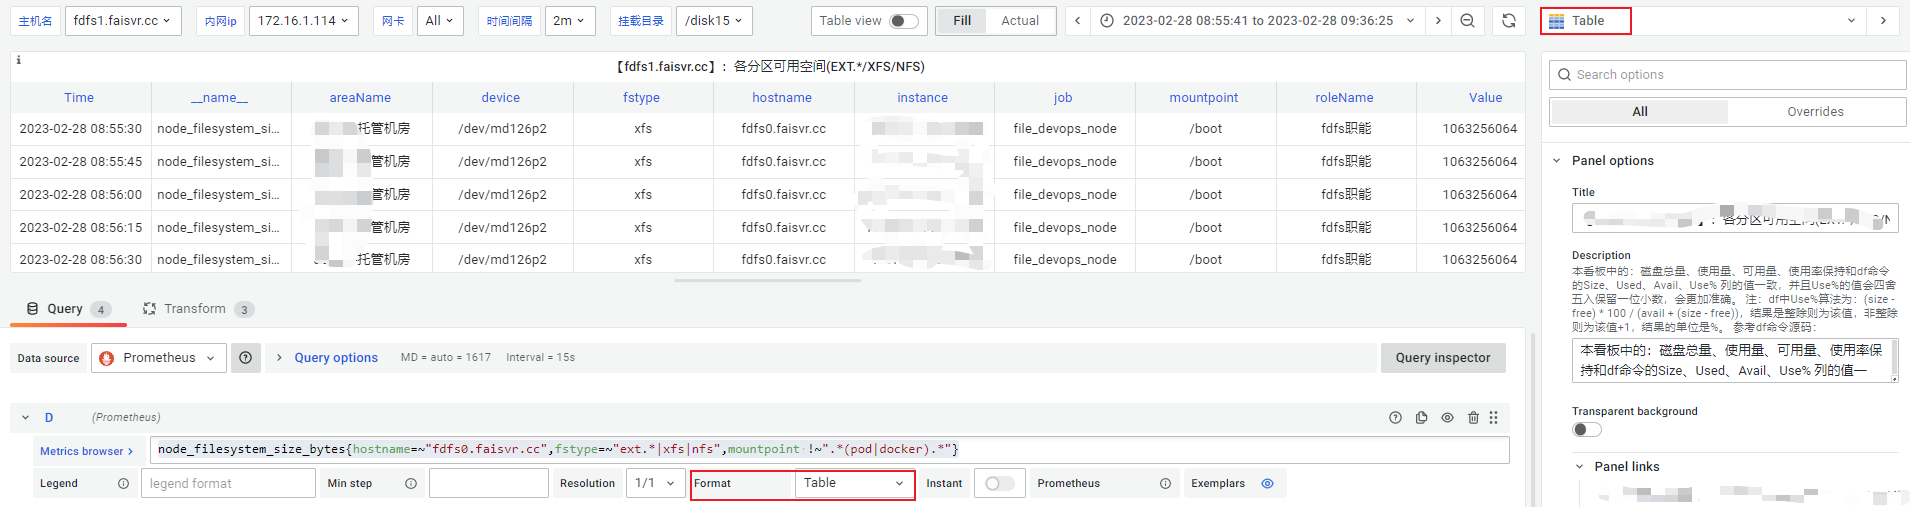 主机名 fdfs1.faisvr.cc 内网ip 172.16.1.114 网卡 All 时间间隔 2m 挂载目录 /disk15 Table view Fill Actual 2023-02-28 08:55:41 to 2023-02-28 09:36:25 Table
【fdfs1.faisvr.cc】：各分区可用空间(EXT.*/XFS/NFS)
Time __name__ areaName device fstype hostname instance job mountpoint roleName Value
2023-02-28 08:55:30 node_filesystem_si... 托管机房 /dev/md126p2 xfs fdfs0.faisvr.cc file_devops_node /boot fdfs职能 1063256064
2023-02-28 08:55:45 node_filesystem_si... 管机房 /dev/md126p2 xfs fdfs0.faisvr.cc file_devops_node /boot fdfs职能 1063256064
2023-02-28 08:56:00 node_filesystem_si... 管机房 /dev/md126p2 xfs fdfs0.faisvr.cc file_devops_node /boot fdfs职能 1063256064
2023-02-28 08:56:15 node_filesystem_si... 管机房 /dev/md126p2 xfs fdfs0.faisvr.cc file_devops_node /boot fdfs职能 1063256064
2023-02-28 08:56:30 node_filesystem_si... 托管机房 /dev/md126p2 xfs fdfs0.faisvr.cc file_devops_node /boot fdfs职能 1063256064
Query 4 Transform 3
Data source Prometheus Query options MD = auto = 1617 Interval = 15s Query inspector
D (Prometheus)
Metrics browser > node_filesystem_size_bytes{hostname=~"fdfs0.faisvr.cc",fstype=~"ext.*|xfs|nfs",mountpoint !~".*(pod|docker).*"}
Legend legend format Min step Resolution 1/1 Format Table Instant Prometheus Exemplars
Search options
All Overrides
Panel options
Title
】：各分区可用空间(EXT.
Description
本看板中的：磁盘总量、使用量、可用量、使用率保持和df命令
的Size、Used、Avail、Use% 列的值一致，并且Use%的值会四舍
五入保留一位小数，会更加准确。 注：df中Use%算法为：(size -
free) * 100 / (avail + (size - free))，结果是整除则为该值，非整除
则为该值+1，结果的单位是%。 参考df命令源码：
本看板中的：磁盘总量、使用量、可用量、使用率保
持和df命令的Size、Used、Avail、Use% 列的值一
Transparent background
Panel links